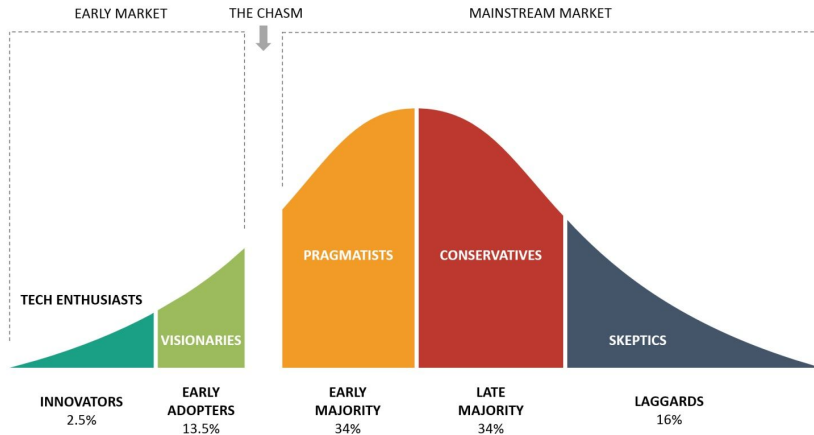 EARLY MARKET
THE CHASM
MAINSTREAM MARKET
PRAGMATISTS
CONSERVATIVES
TECH ENTHUSIASTS
VISIONARIES
SKEPTICS
INNOVATORS
2.5%
EARLY
ADOPTERS
13.5%
EARLY
MAJORITY
34%
LATE
MAJORITY
34%
LAGGARDS
16%